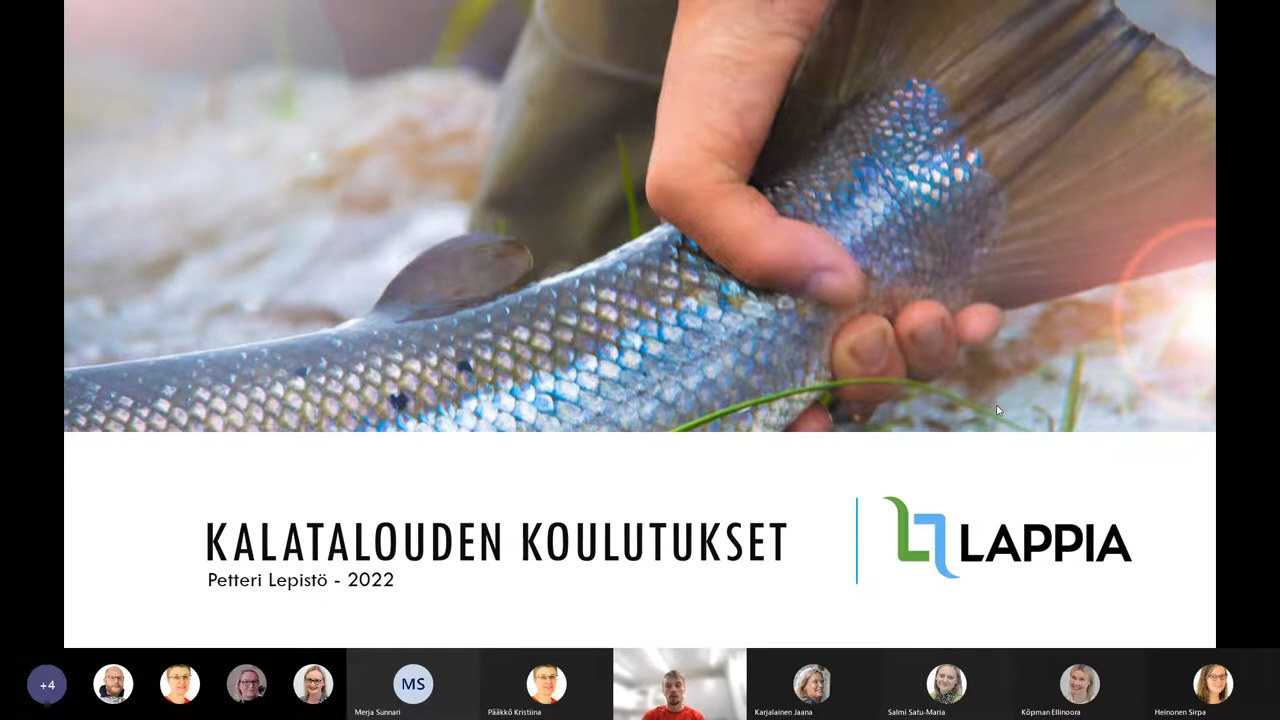 KALATALOUDEN KOULUTUKSET
Petteri Lepistö - 2022
LAPPIA
+4
MS
Merja Sunnari
Pääkkö Kristiina
Karjalainen Jaana
Salmi Satu-Maria
Köpman Ellinoora
Heinonen Sirpa